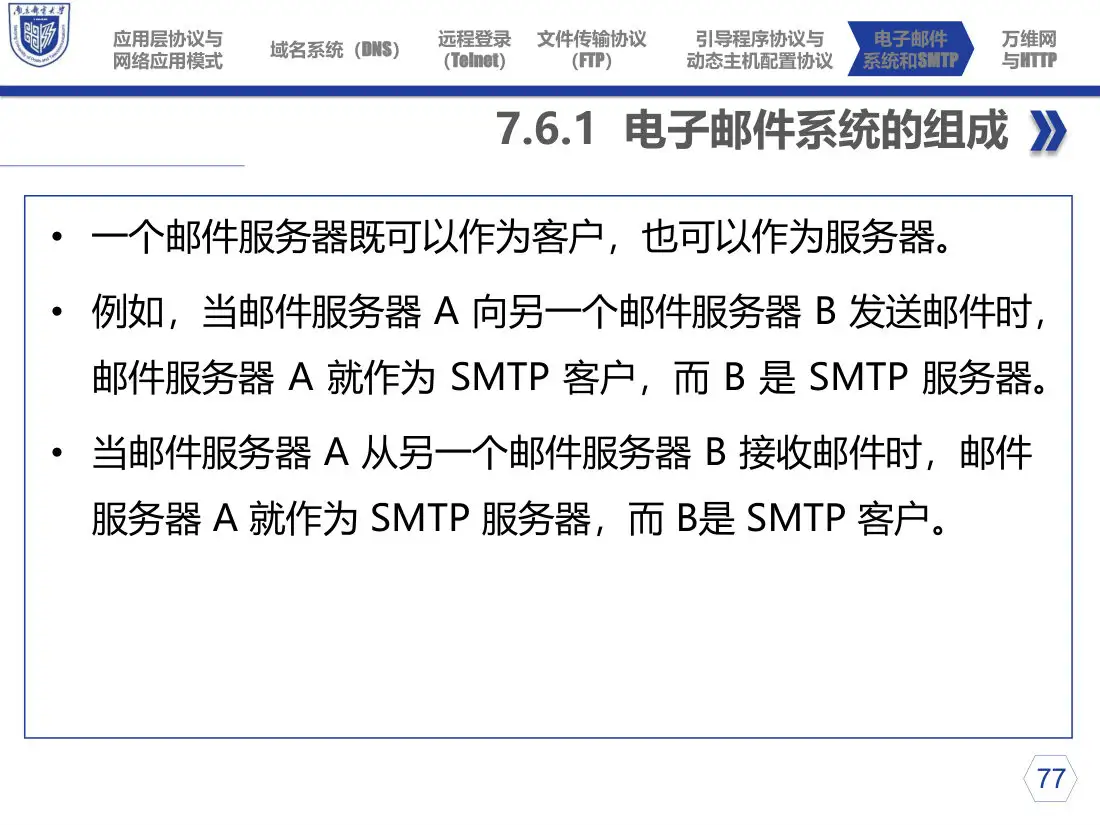 南京邮电大学
应用层协议与
网络应用模式
域名系统（DNS）
远程登录
（Telnet）
文件传输协议
（FTP）
引导程序协议与
动态主机配置协议
电子邮件
系统和SMTP
万维网
与HTTP
7.6.1 电子邮件系统的组成
• 一个邮件服务器既可以作为客户，也可以作为服务器。
• 例如，当邮件服务器 A 向另一个邮件服务器 B 发送邮件时，
邮件服务器 A 就作为 SMTP 客户，而 B 是 SMTP 服务器。
• 当邮件服务器 A 从另一个邮件服务器 B 接收邮件时，邮件
服务器 A 就作为 SMTP 服务器，而 B是 SMTP 客户。
77